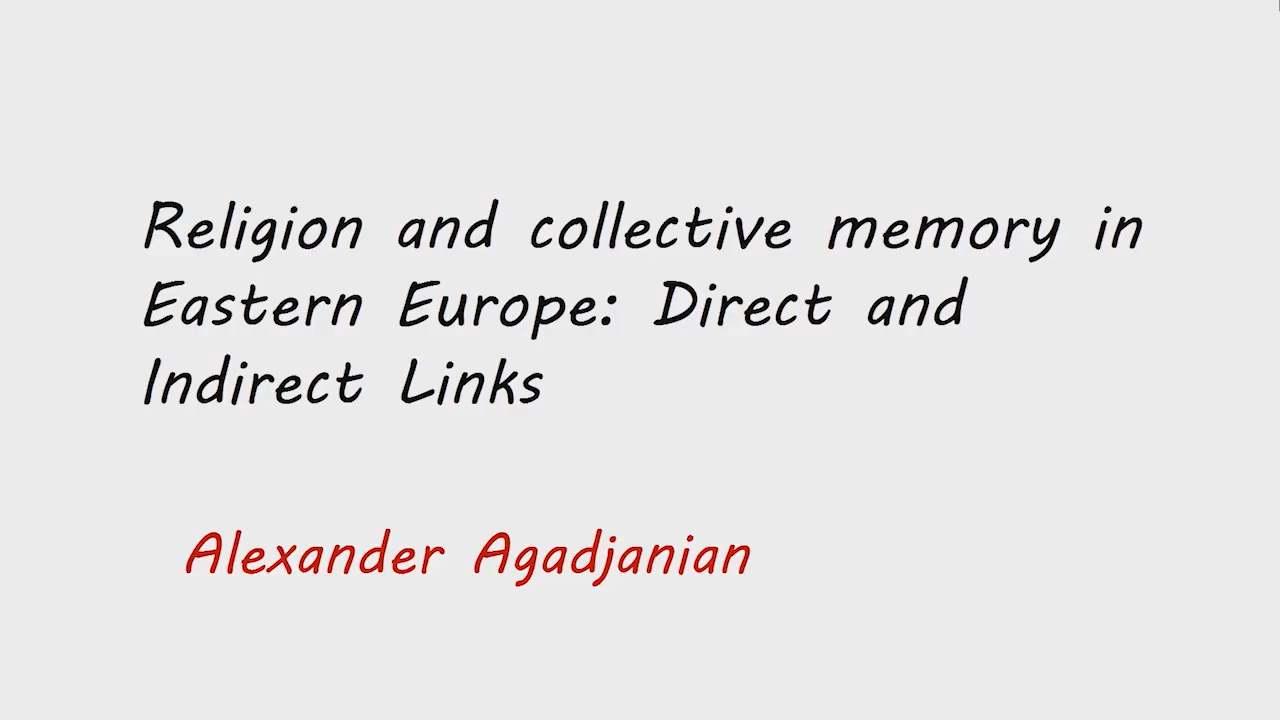 Religion and collective memory in
Eastern Europe: Direct and
Indirect Links
Alexander Agadjanian